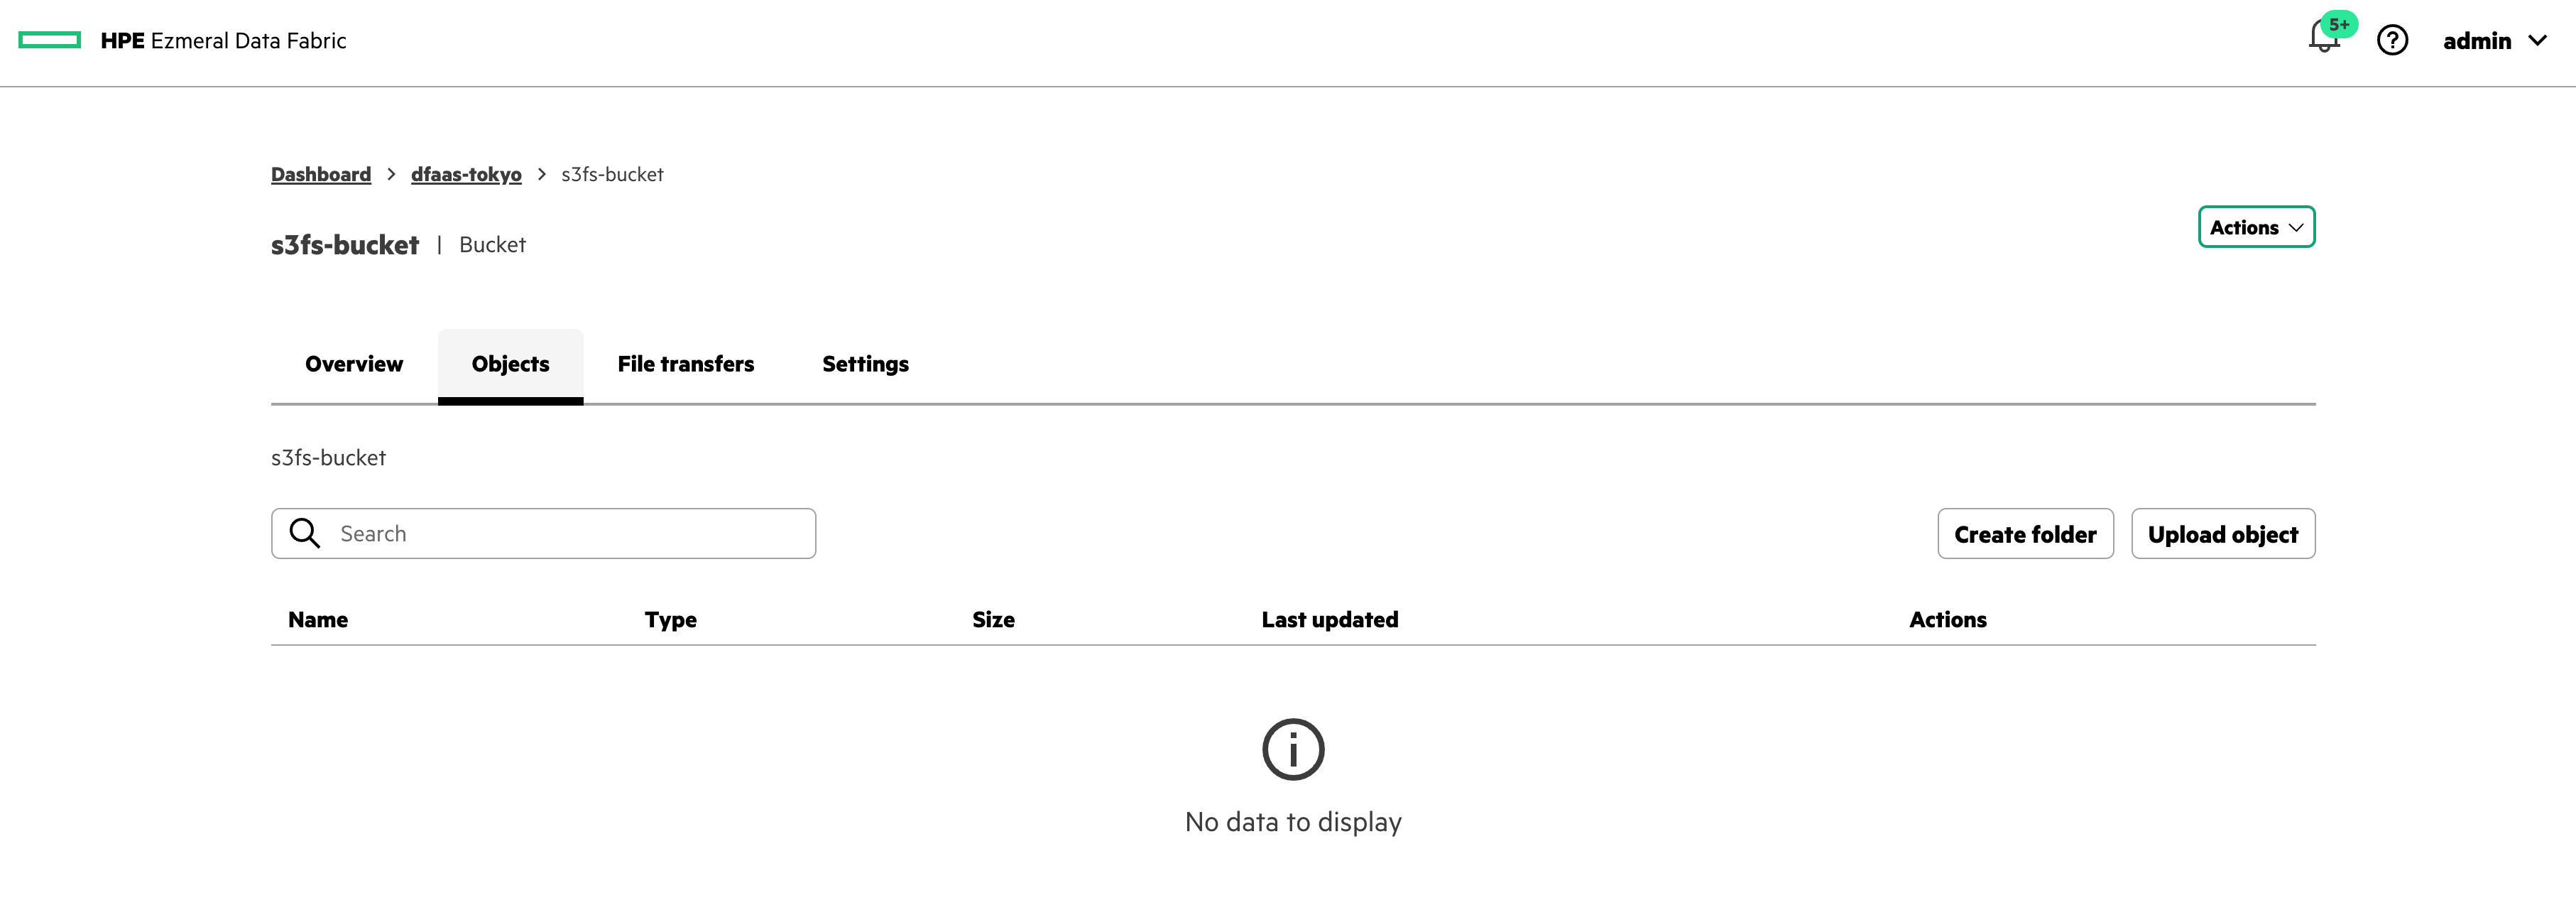 HPE Ezmeral Data Fabric
5+
?
admin
Dashboard > dfaas-tokyo > s3fs-bucket
s3fs-bucket | Bucket
Actions
Overview Objects File transfers Settings
s3fs-bucket
Search
Create folder Upload object
Name Type Size Last updated Actions
i
No data to display